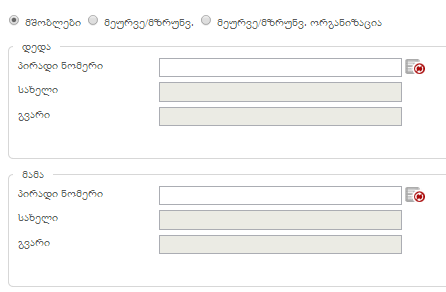 მშობლები მეურვე/მზრუნვ. მეურვე/მზრუნვ. ორგანიზაცია
დედა
პირადი ნომერი
სახელი
გვარი
მამა
პირადი ნომერი
სახელი
გვარი